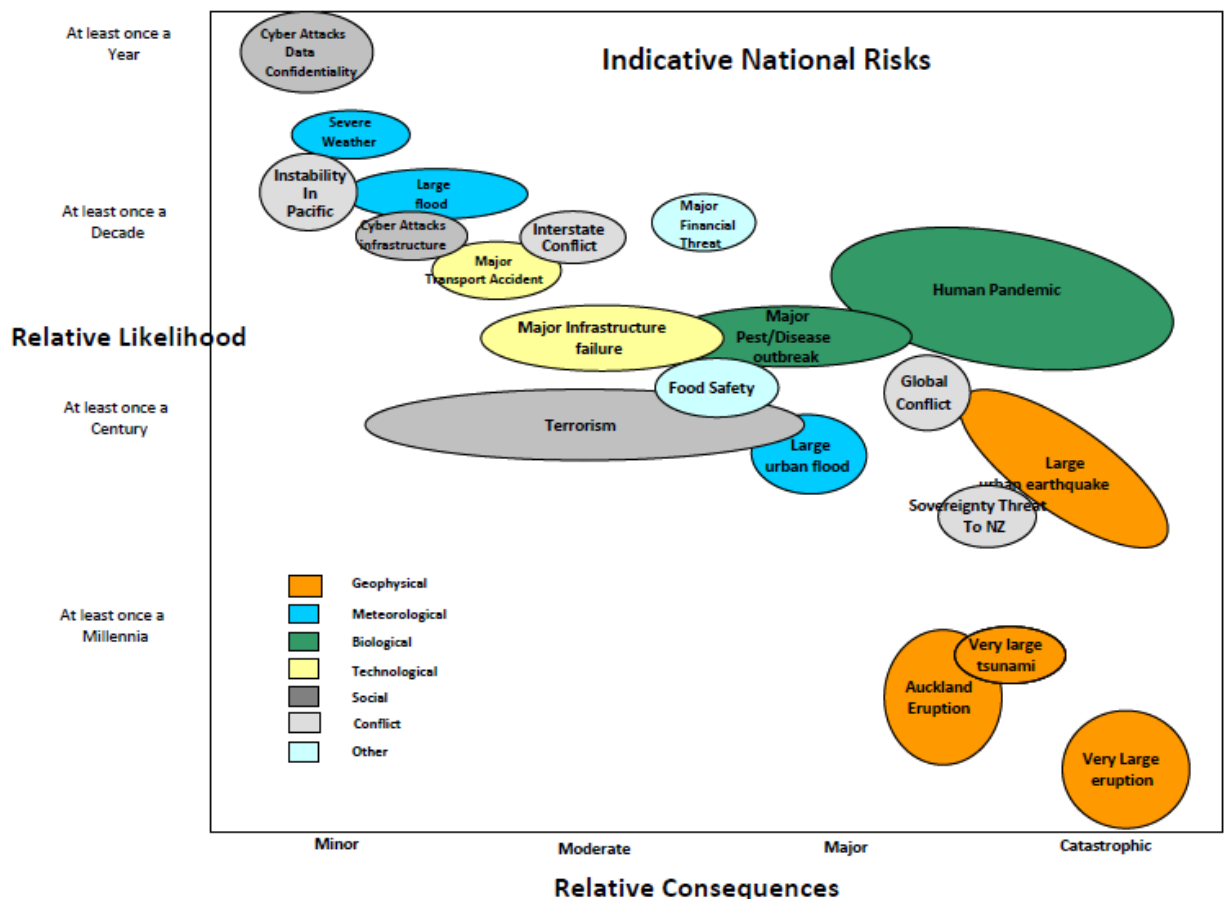 At least once a
Year
Indicative National Risks
Cyber Attacks
Data
Confidentiality
Severe
Weather
Instability
In
Pacific
Large
flood
At least once a
Decade
Cyber Attacks
infrastructure
Interstate
Conflict
Major
Financial
Threat
Major
Transport Accident
Human Pandemic
Relative Likelihood
Major Infrastructure
failure
Major
Pest/Disease
outbreak
Food Safety
Global
Conflict
At least once a
Century
Terrorism
Large
urban flood
Large
urban earthquake
Sovereignty Threat
To NZ
Geophysical
Meteorological
Biological
Technological
Social
Conflict
Other
At least once a
Millennia
Very large
tsunami
Auckland
Eruption
Very Large
eruption
Minor
Moderate
Major
Catastrophic
Relative Consequences